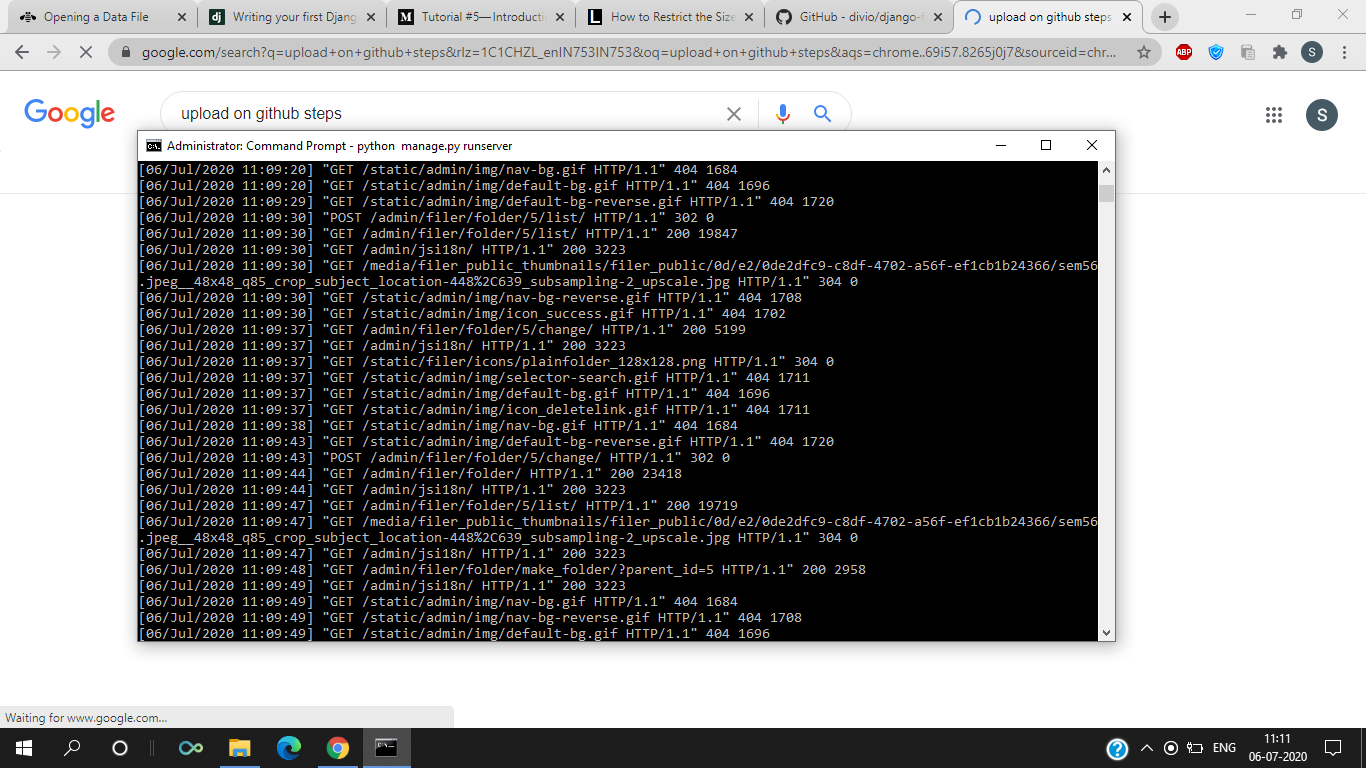 Opening a Data File
Writing your first Djang
Tutorial #5—Introductic
How to Restrict the Size
GitHub - divio/django-f
upload on github steps
google.com/search?q=upload+on+github+steps&rlz=1C1CHZL_enIN753IN753&oq=upload+on+github+steps&aqs=chrome..69i57.8265j0j7&sourceid=chr...
ABP
S
Google
upload on github steps
S
Administrator: Command Prompt - python manage.py runserver
[06/Jul/2020 11:09:20] "GET /static/admin/img/nav-bg.gif HTTP/1.1" 404 1684
[06/Jul/2020 11:09:20] "GET /static/admin/img/default-bg.gif HTTP/1.1" 404 1696
[06/Jul/2020 11:09:29] "GET /static/admin/img/default-bg-reverse.gif HTTP/1.1" 404 1720
[06/Jul/2020 11:09:30] "POST /admin/filer/folder/5/list/ HTTP/1.1" 302 0
[06/Jul/2020 11:09:30] "GET /admin/filer/folder/5/list/ HTTP/1.1" 200 19847
[06/Jul/2020 11:09:30] "GET /admin/jsi18n/ HTTP/1.1" 200 3223
[06/Jul/2020 11:09:30] "GET /media/filer_public_thumbnails/filer_public/0d/e2/0de2dfc9-c8df-4702-a56f-ef1cb1b24366/sem56
.jpeg__48x48_q85_crop_subject_location-448%2C639_subsampling-2_upscale.jpg HTTP/1.1" 304 0
[06/Jul/2020 11:09:30] "GET /static/admin/img/nav-bg-reverse.gif HTTP/1.1" 404 1708
[06/Jul/2020 11:09:30] "GET /static/admin/img/icon_success.gif HTTP/1.1" 404 1702
[06/Jul/2020 11:09:37] "GET /admin/filer/folder/5/change/ HTTP/1.1" 200 5199
[06/Jul/2020 11:09:37] "GET /admin/jsi18n/ HTTP/1.1" 200 3223
[06/Jul/2020 11:09:37] "GET /static/filer/icons/plainfolder_128x128.png HTTP/1.1" 304 0
[06/Jul/2020 11:09:37] "GET /static/admin/img/selector-search.gif HTTP/1.1" 404 1711
[06/Jul/2020 11:09:37] "GET /static/admin/img/default-bg.gif HTTP/1.1" 404 1696
[06/Jul/2020 11:09:37] "GET /static/admin/img/icon_deletelink.gif HTTP/1.1" 404 1711
[06/Jul/2020 11:09:38] "GET /static/admin/img/nav-bg.gif HTTP/1.1" 404 1684
[06/Jul/2020 11:09:43] "GET /static/admin/img/default-bg-reverse.gif HTTP/1.1" 404 1720
[06/Jul/2020 11:09:43] "POST /admin/filer/folder/5/change/ HTTP/1.1" 302 0
[06/Jul/2020 11:09:44] "GET /admin/filer/folder/ HTTP/1.1" 200 23418
[06/Jul/2020 11:09:44] "GET /admin/jsi18n/ HTTP/1.1" 200 3223
[06/Jul/2020 11:09:47] "GET /admin/filer/folder/5/list/ HTTP/1.1" 200 19719
[06/Jul/2020 11:09:47] "GET /media/filer_public_thumbnails/filer_public/0d/e2/0de2dfc9-c8df-4702-a56f-ef1cb1b24366/sem56
.jpeg__48x48_q85_crop_subject_location-448%2C639_subsampling-2_upscale.jpg HTTP/1.1" 304 0
[06/Jul/2020 11:09:47] "GET /admin/jsi18n/ HTTP/1.1" 200 3223
[06/Jul/2020 11:09:48] "GET /admin/filer/folder/make_folder/?parent_id=5 HTTP/1.1" 200 2958
[06/Jul/2020 11:09:49] "GET /admin/jsi18n/ HTTP/1.1" 200 3223
[06/Jul/2020 11:09:49] "GET /static/admin/img/nav-bg.gif HTTP/1.1" 404 1684
[06/Jul/2020 11:09:49] "GET /static/admin/img/nav-bg-reverse.gif HTTP/1.1" 404 1708
[06/Jul/2020 11:09:49] "GET /static/admin/img/default-bg.gif HTTP/1.1" 404 1696
Waiting for www.google.com...
ENG
11:11
06-07-2020